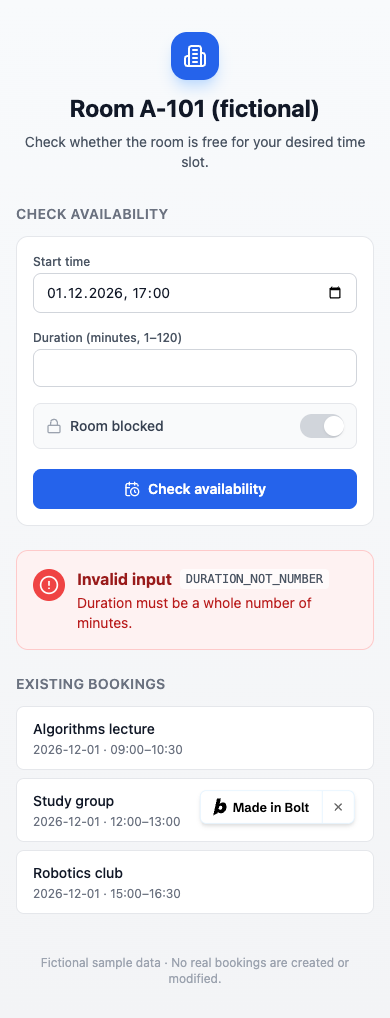 Room A-101 (fictional)
Check whether the room is free for your desired time
slot.
CHECK AVAILABILITY
Start time
01.12.2026, 17:00
Duration (minutes, 1–120)
Room blocked
Check availability
Invalid input DURATION_NOT_NUMBER
Duration must be a whole number of
minutes.
EXISTING BOOKINGS
Algorithms lecture
2026-12-01 · 09:00–10:30
Study group
2026-12-01 · 12:00–13:00
b Made in Bolt ×
Robotics club
2026-12-01 · 15:00–16:30
Fictional sample data · No real bookings are created or
modified.